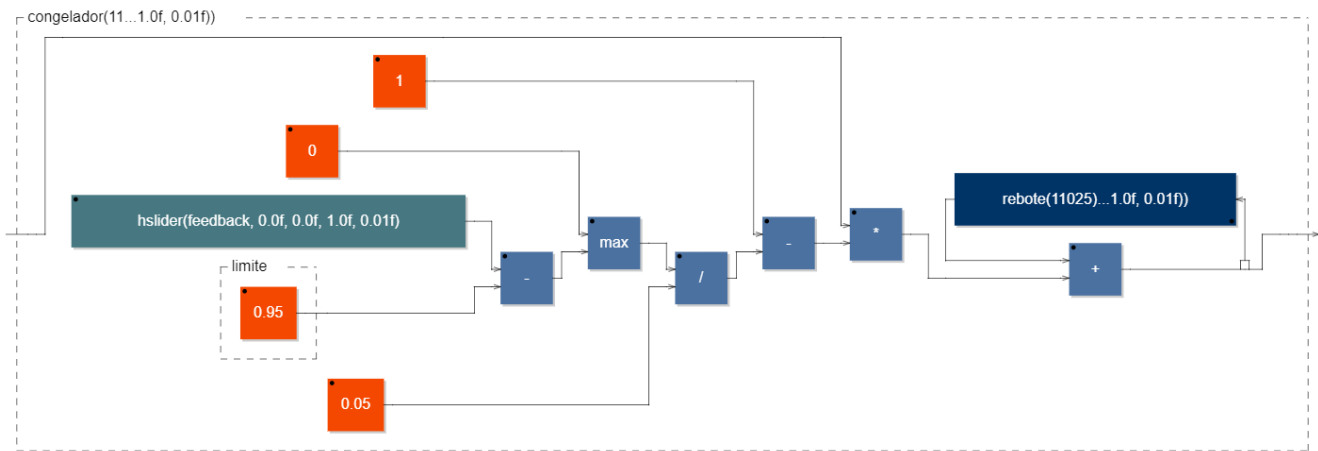 congelador(11...1.0f, 0.01f))
1
0
hslider(feedback, 0.0f, 0.0f, 1.0f, 0.01f)
rebote(11025)...1.0f, 0.01f))
max
-
*
limite
-
/
+
0.95
0.05